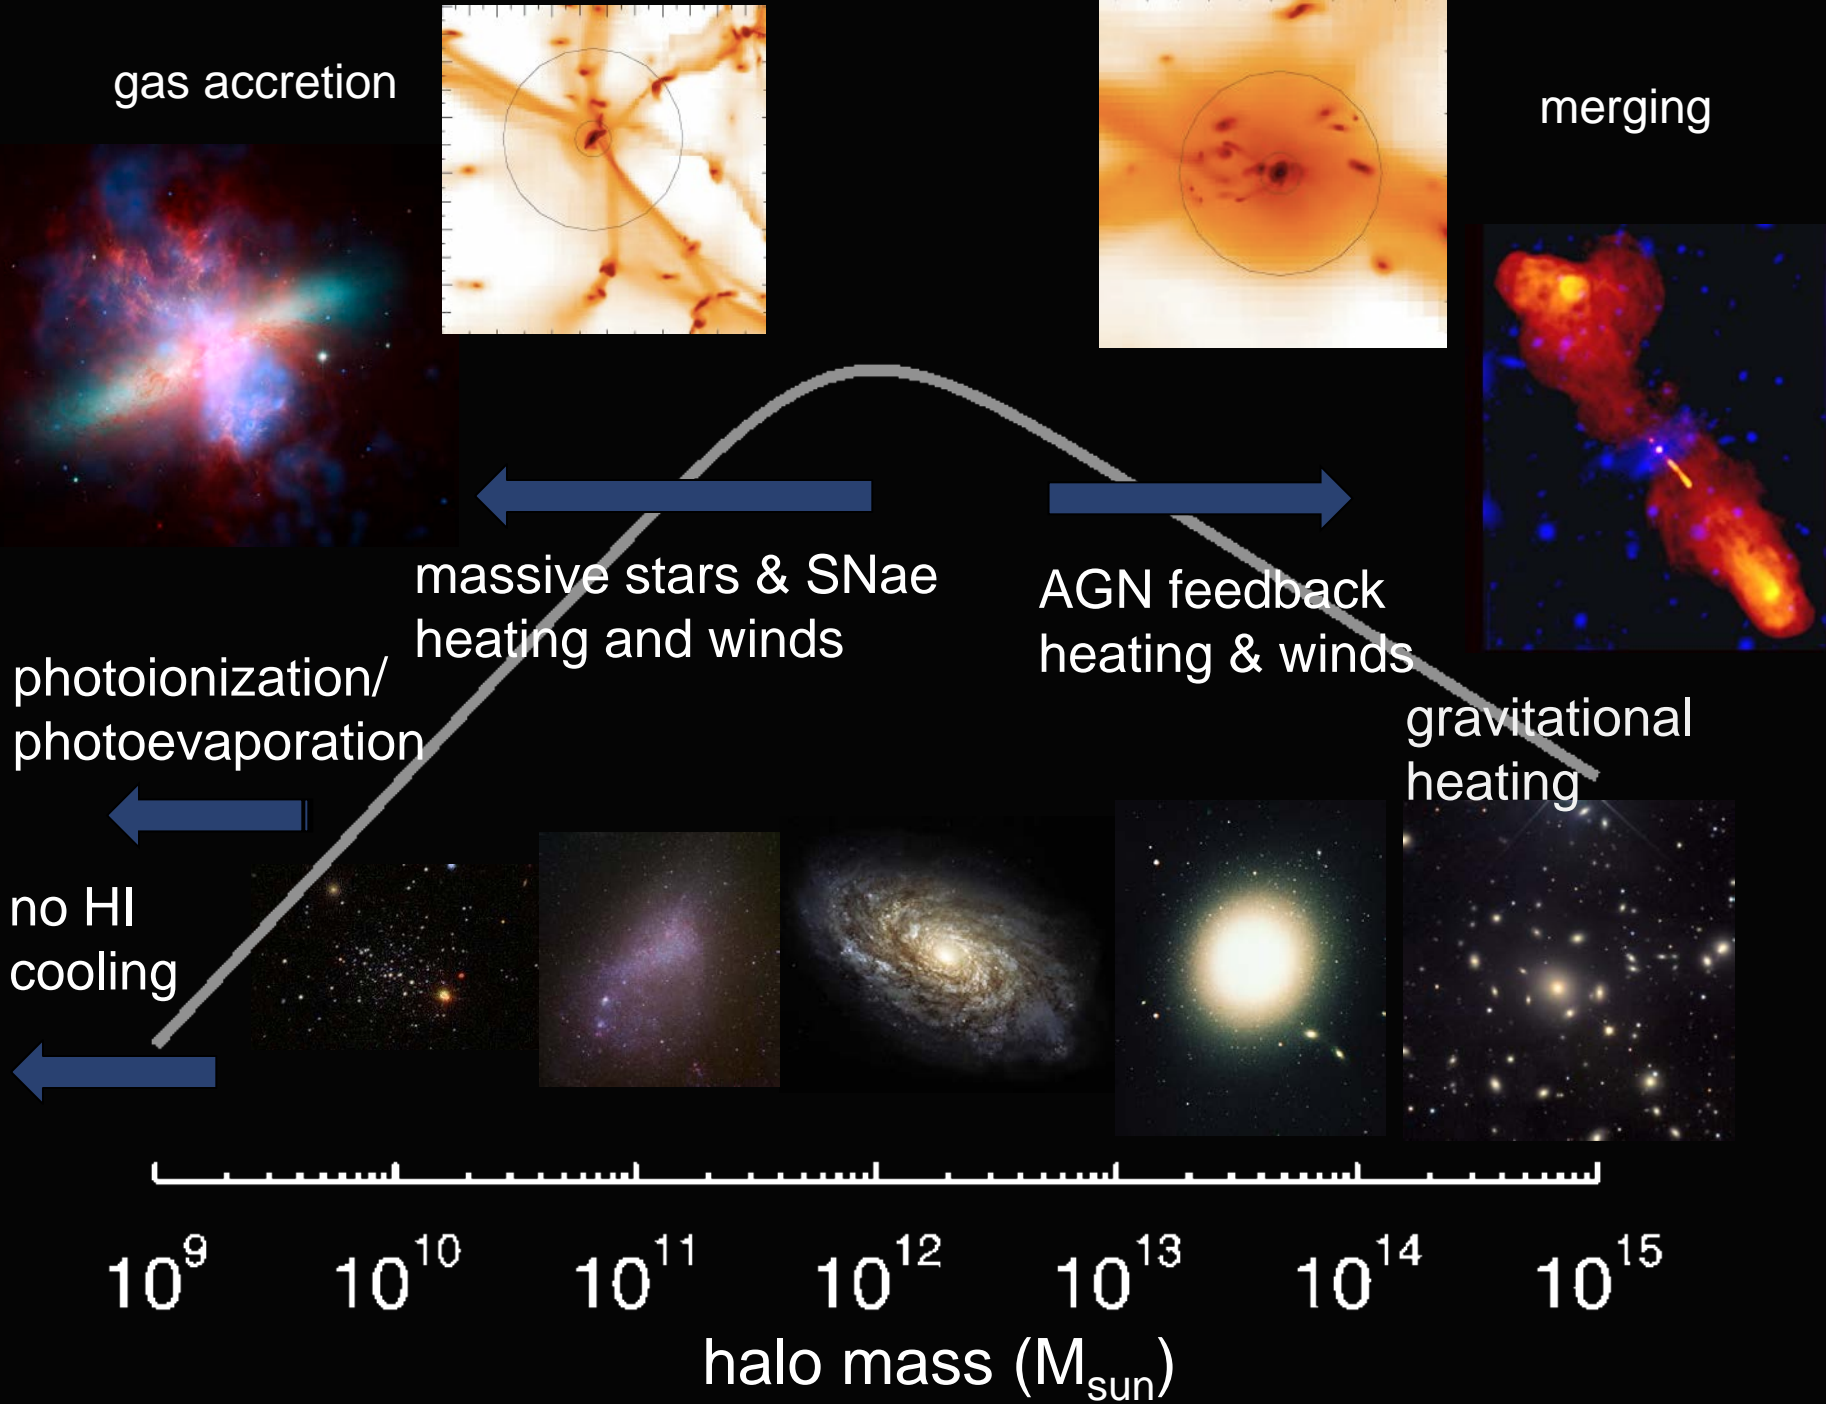 gas accretion
merging
massive stars & SNae
heating and winds
AGN feedback
heating & winds
photoionization/
photoevaporation
gravitational
heating
no HI
cooling
10^9 10^10 10^11 10^12 10^13 10^14 10^15
halo mass (M_sun)